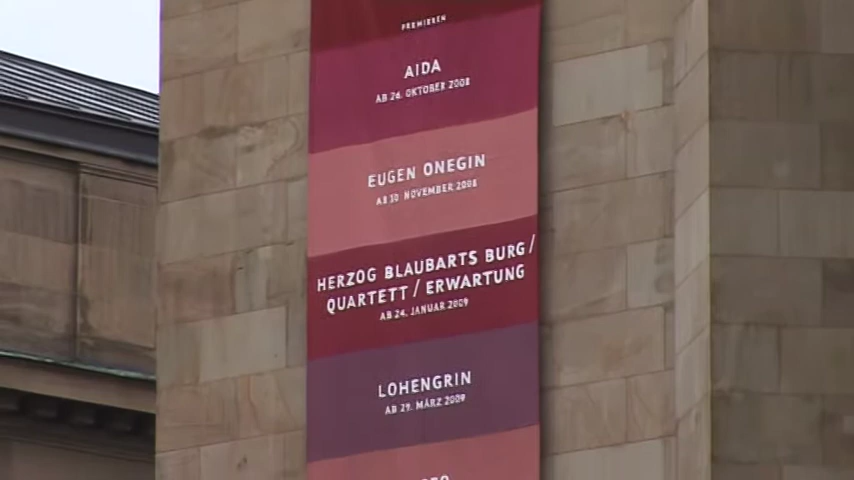 PREMIEREN
AIDA
AB 26. OKTOBER 2008
EUGEN ONEGIN
AB 30. NOVEMBER 2008
HERZOG BLAUBARTS BURG /
QUARTETT / ERWARTUNG
AB 24. JANUAR 2009
LOHENGRIN
AB 29. MÄRZ 2009